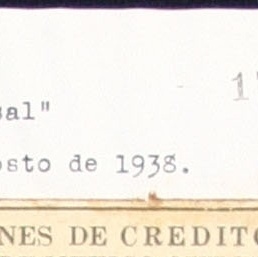 1"
sal"
osto de 1938.
NES DE CREDITO